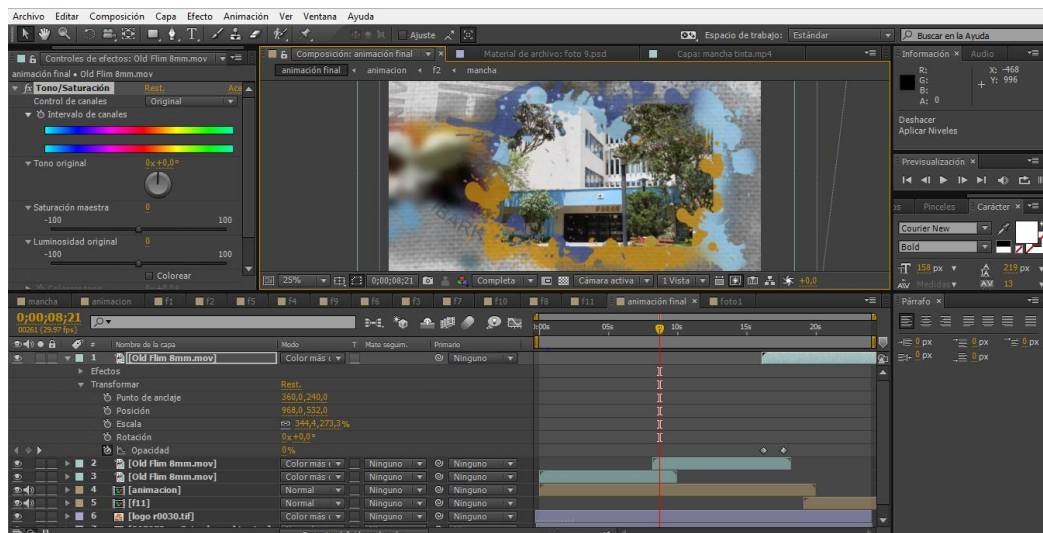 Archivo Editar Composición Capa Efecto Animación Ver Ventana Ayuda
Ajuste Espacio de trabajo: Estándar Buscar en la Ayuda
Controles de efectos: Old Flim 8mm.mov
animación final • Old Flim 8mm.mov
fx Tono/Saturación Rest. Ace
Control de canales Original
Intervalo de canales
Tono original 0x+0,0°
Saturación maestra 0
-100 100
Luminosidad original 0
-100 100
Colorear
Composición: animación final Material de archivo: foto 9.psd Capa: mancha tinta.mp4
animación final animacion f2 mancha
25% 0;00;08;21 Completa Cámara activa 1 Vista +0,0
Información Audio
R: X: -468
G: Y: 996
B:
A: 0
Deshacer
Aplicar Niveles
Previsualización
os Pinceles Carácter
Courier New
Bold
158 px 219 px
Medidas 13
mancha animacion f1 f2 f5 f4 f9 f6 f3 f7 f10 f8 f11 animación final foto1
0;00;08;21
00261 (29.97 fps)
05s 10s 15s 20s
# Nombre de la capa Modo T Mate seguim. Primario
1 [Old Flim 8mm.mov] Color más Ninguno
Efectos
Transformar Rest.
Punto de anclaje 360,0,240,0
Posición 968,0,532,0
Escala 344,4,273,3%
Rotación 0x+0,0°
Opacidad 0%
2 [Old Flim 8mm.mov] Color más Ninguno Ninguno
3 [Old Flim 8mm.mov] Color más Ninguno Ninguno
4 [animacion] Normal Ninguno Ninguno
5 [f11] Normal Ninguno Ninguno
6 [logo r0030.tif] Color más Ninguno Ninguno
Párrafo
0 px 0 px 0 px
0 px 0 px